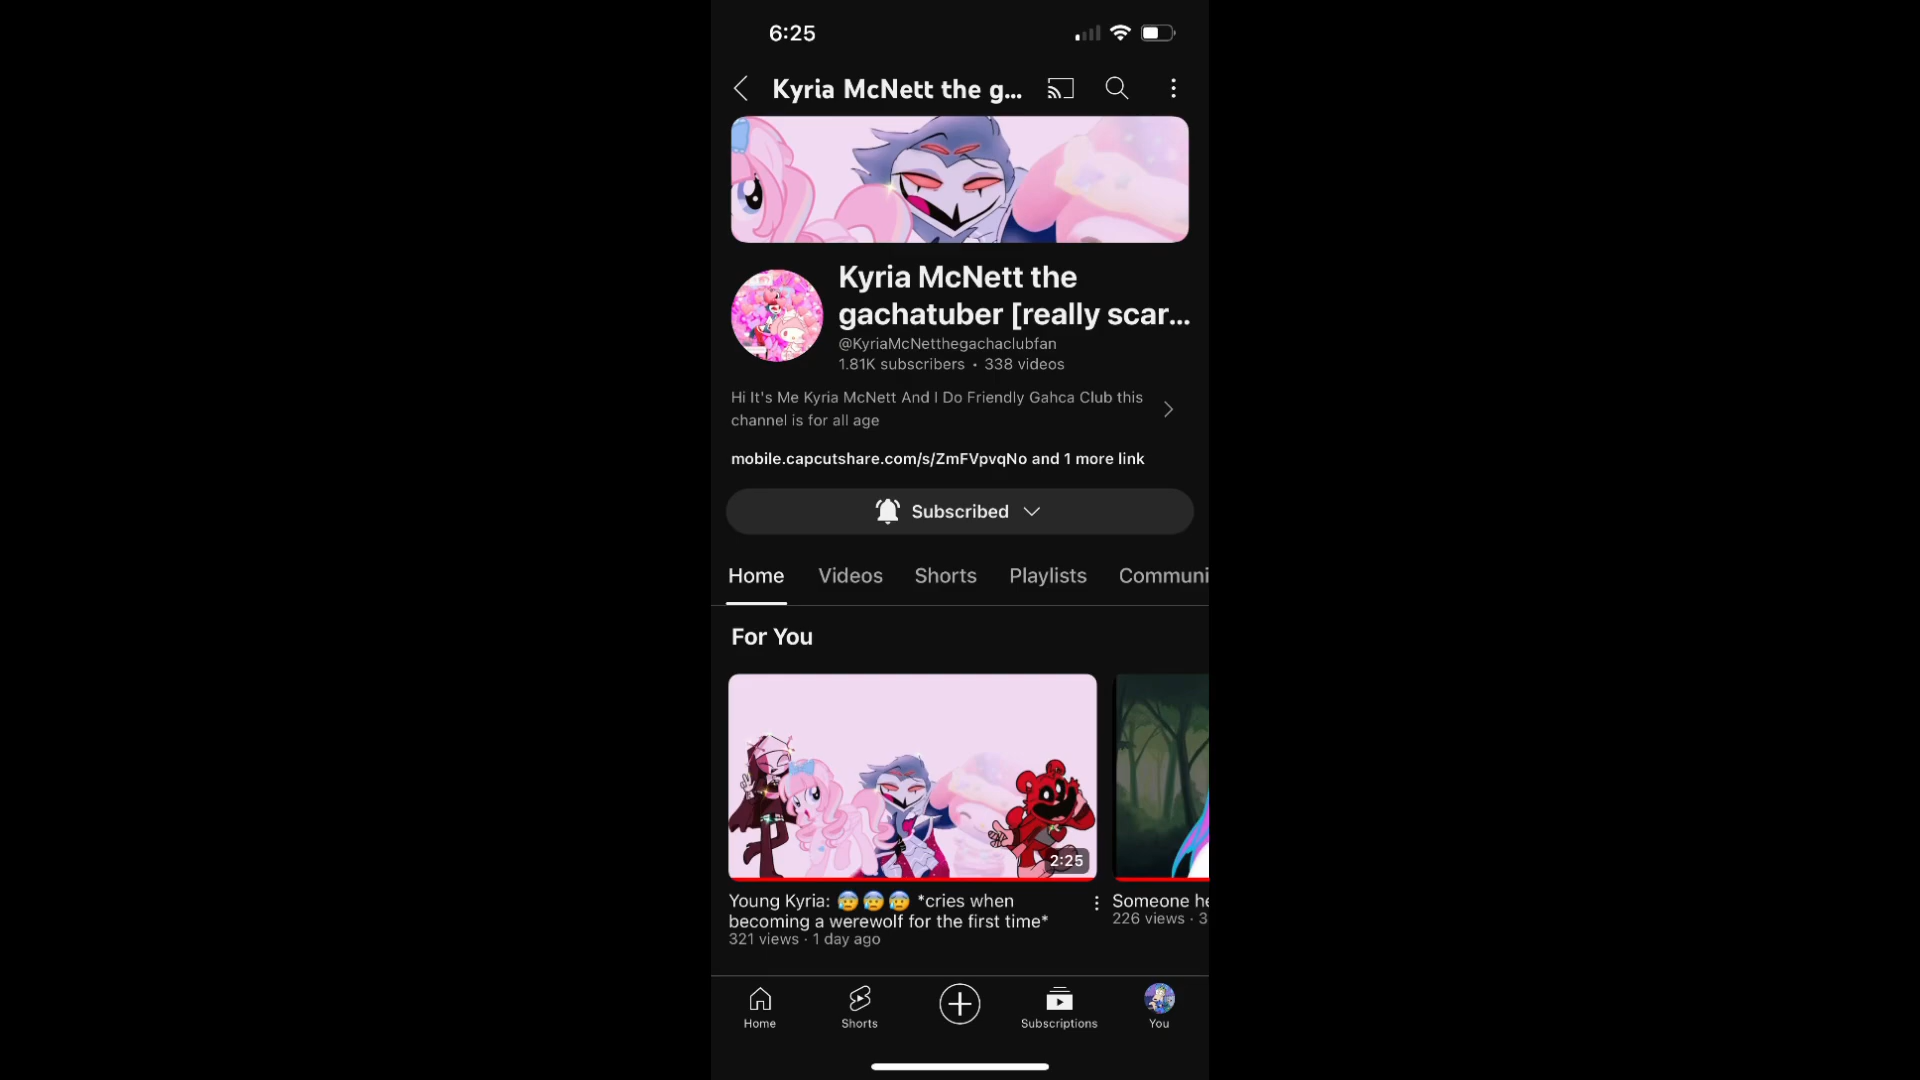 6:25
Kyria McNett the g...
Kyria McNett the
gachatuber [really scar...
@KyriaMcNetthegachaclubfan
1.81K subscribers • 338 videos
Hi It's Me Kyria McNett And I Do Friendly Gahca Club this
channel is for all age
mobile.capcutshare.com/s/ZmFVpvqNo and 1 more link
Subscribed
Home Videos Shorts Playlists Communi
For You
2:25
Young Kyria: 😰😰😰 *cries when
becoming a werewolf for the first time*
321 views · 1 day ago
Someone he
226 views · 3
Home Shorts Subscriptions You